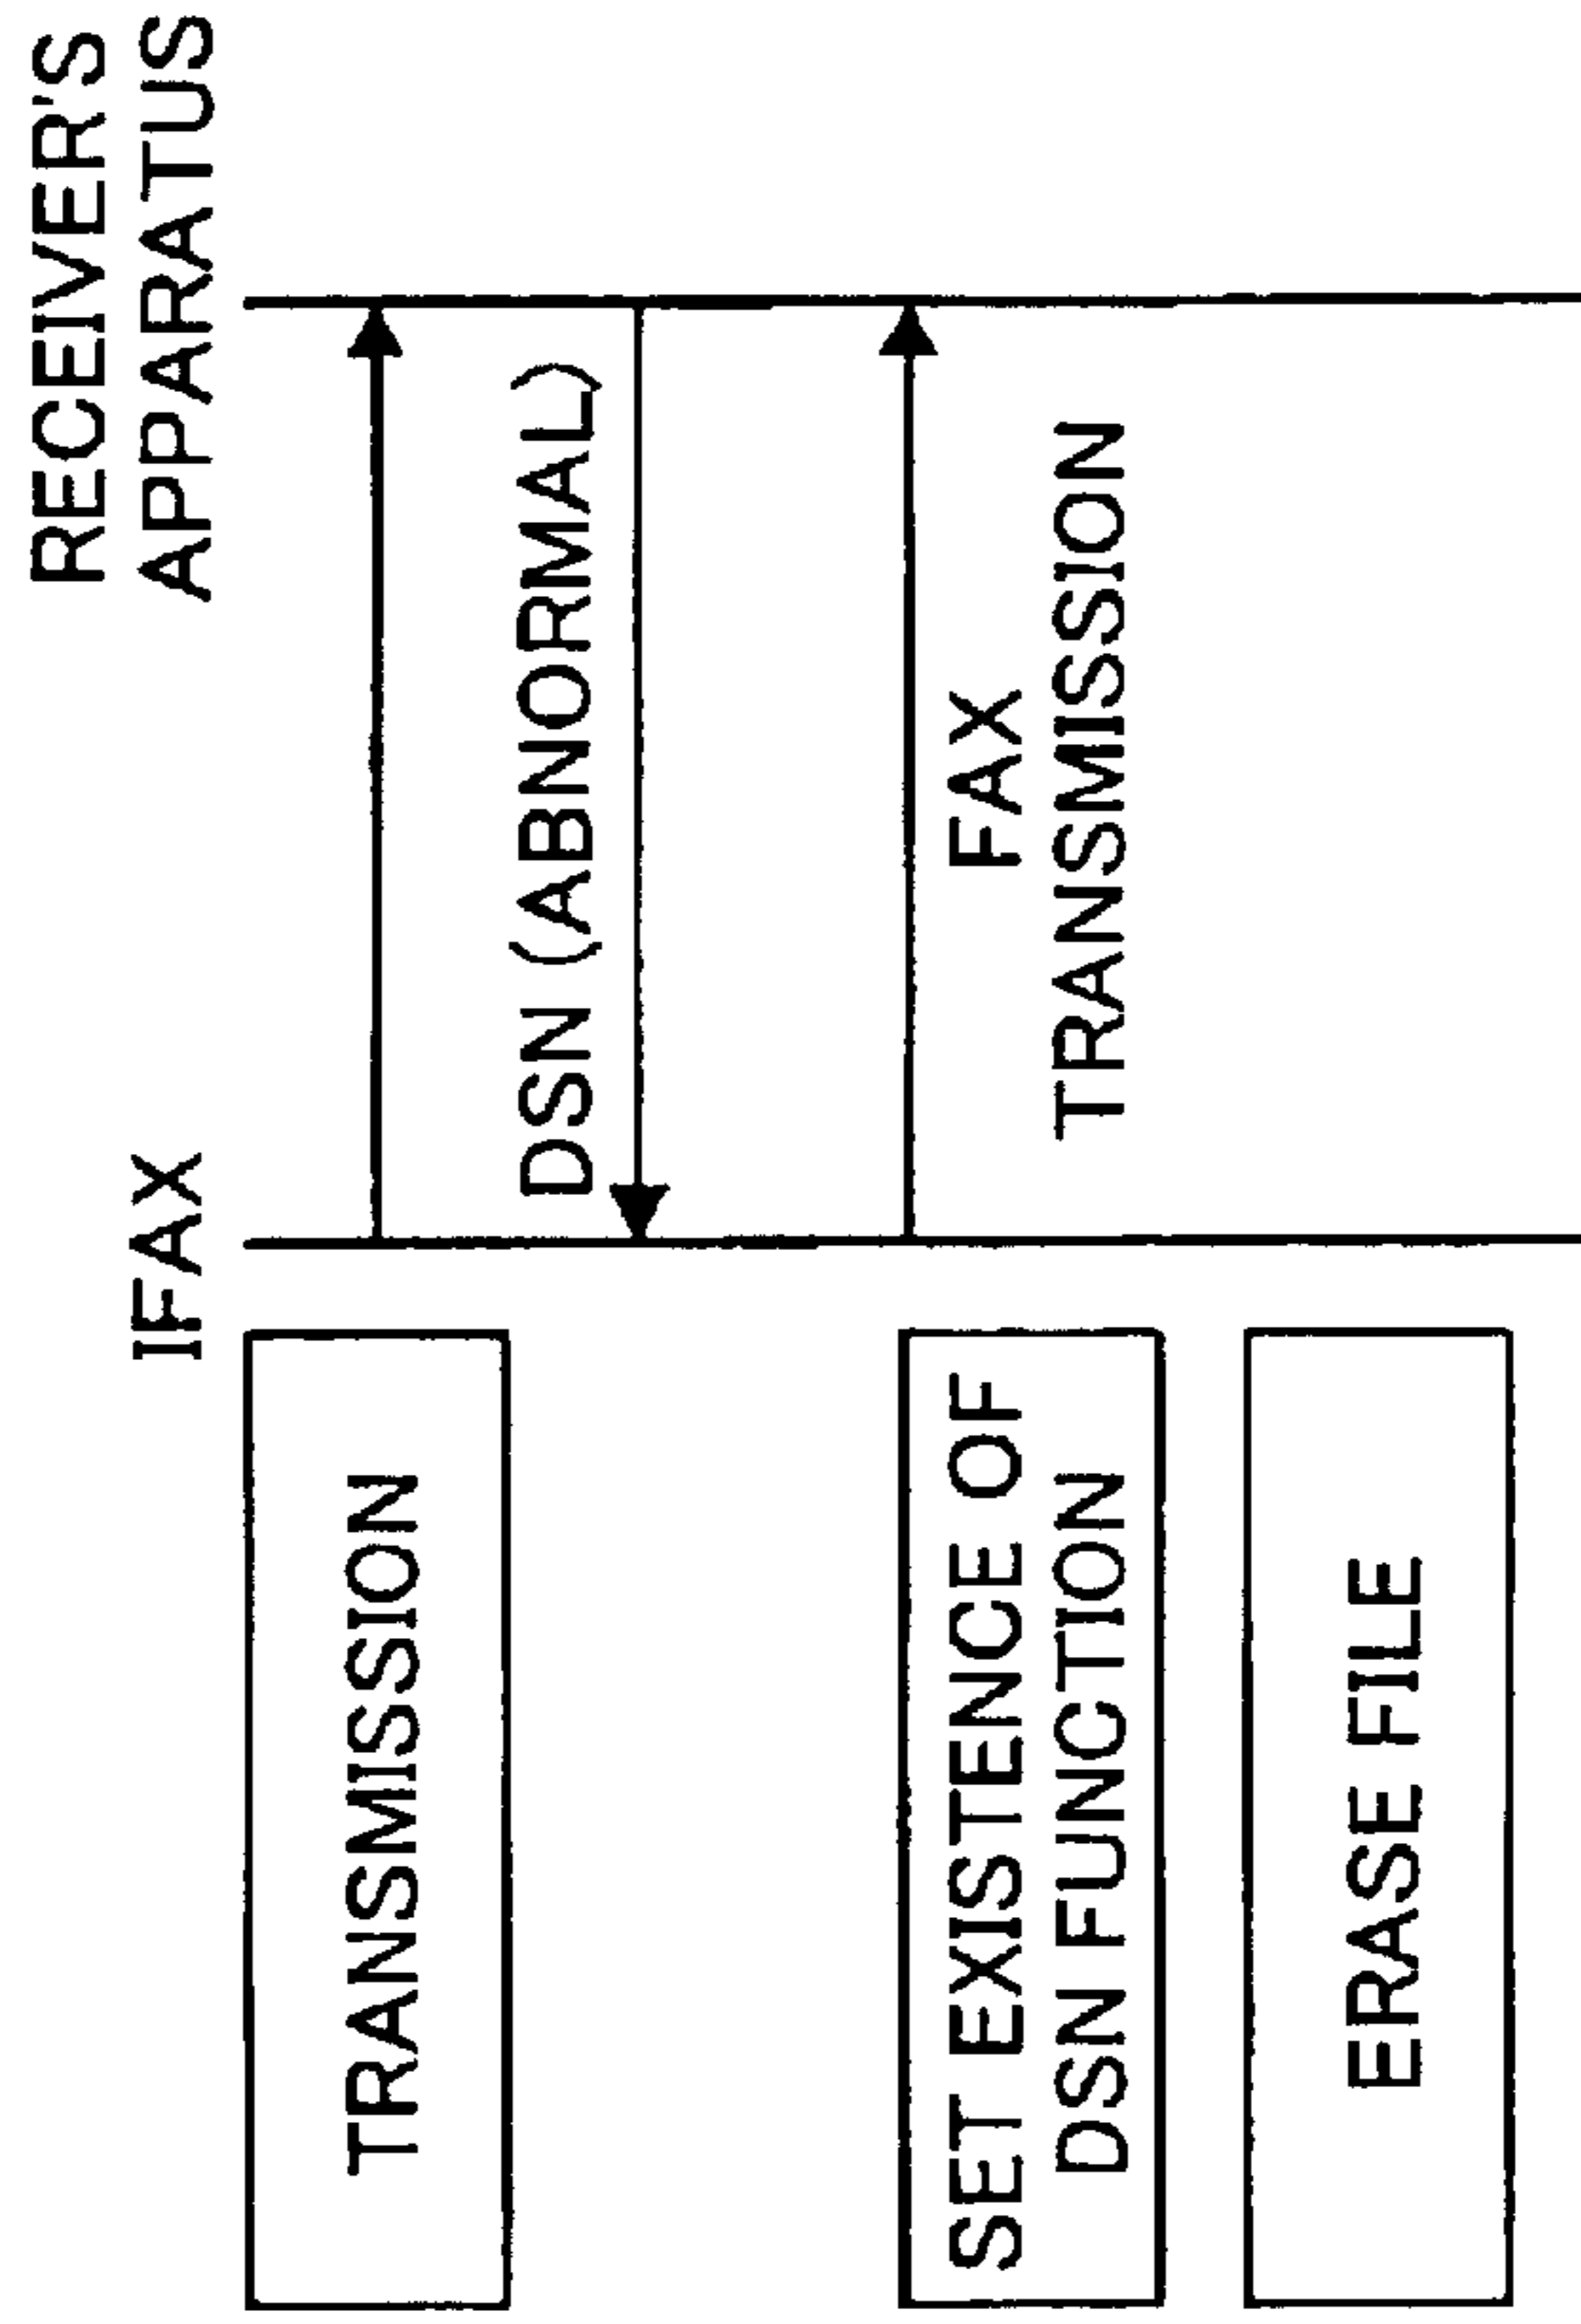 IFAX
RECEIVER'S
APPARATUS
TRANSMISSION
DSN (ABNORMAL)
SET EXISTENCE OF
DSN FUNCTION
FAX
TRANSMISSION
ERASE FILE